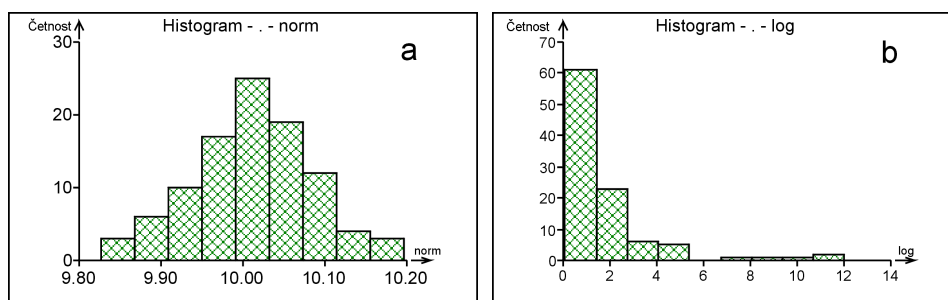 Histogram - . - norm
Četnost
a
30
20
10
0
9.80 9.90 10.00 10.10 10.20
norm
Histogram - . - log
Četnost
b
70
60
50
40
30
20
10
0
0 2 4 6 8 10 12 14
log